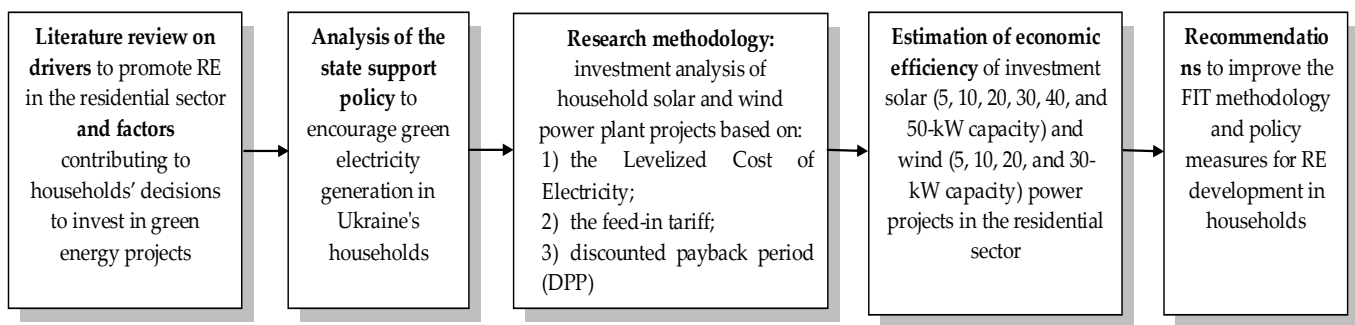 Literature review on
drivers to promote RE
in the residential sector
and factors
contributing to
households’ decisions
to invest in green
energy projects
Analysis of the
state support
policy to
encourage green
electricity
generation in
Ukraine's
households
Research methodology:
investment analysis of
household solar and wind
power plant projects based on:
1) the Levelized Cost of
Electricity;
2) the feed-in tariff;
3) discounted payback period
(DPP)
Estimation of economic
efficiency of investment
solar (5, 10, 20, 30, 40, and
50-kW capacity) and
wind (5, 10, 20, and 30-
kW capacity) power
projects in the residential
sector
Recommendatio
ns to improve the
FIT methodology
and policy
measures for RE
development in
households